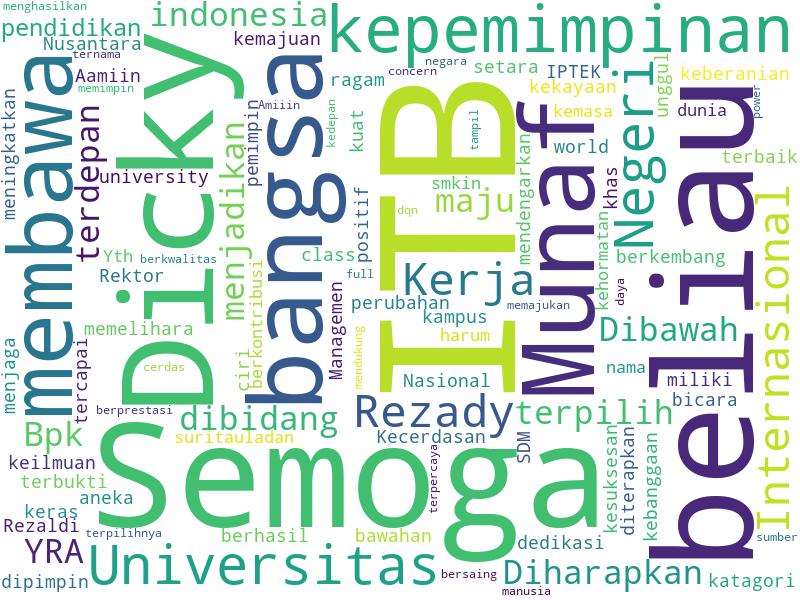 menghasilkan
pendidikan
Nusantara
ternama
Aamiin
memimpin
indonesia
kemajuan
kepemimpinan
negara
concern
setara
IPTEK
kekayaan
kemasa
unggul
keberanian
dunia
power
terbaik
ragam
Amiiin
kedepan
kuat
tampil
world
khas
Negeri
meningkatkan
membawa
terdepan
university
Dicky
menjadikan
pemimpin
bangsa
positif
ITB
smkin
maju
dqn
mendengarkan
Munaf
beliau
Yth
berkwalitas
Rektor
class
full
Kerja
memajukan
perubahan
kampus
harum
kehormatan
daya
berkembang
Internasional
menjaga
memelihara
tercapai
cerdas
ciri
berkontribusi
Managemen
mendukung
Nasional
Dibawah
nama
miliki
bicara
berprestasi
dibidang
Rezady
terpilih
Bpk
suritauladan
Kecerdasan
SDM
keilmuan
terbukti
aneka
keras
Rezaldi
terpilihnya
Semoga
terpercaya
kesuksesan
diterapkan
kebanggaan
YRA
berhasil
bawahan
dedikasi
sumber
dipimpin
Universitas
bersaing
Diharapkan
manusia
katagori